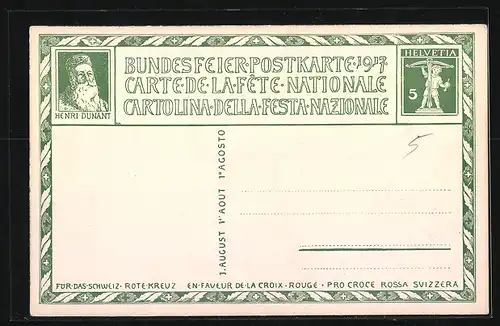 BUNDESFEIER-POSTKARTE·1917
CARTE·DE·LA·FÊTE·NATIONALE
CARTOLINA·DELLA·FESTA·NAZIONALE
HENRI DUNANT
HELVETIA
5
5
1. AUGUST 1er AOUT 1º AGOSTO
FÜR·DAS·SCHWEIZ·ROTE·KREUZ EN·FAVEUR·DE·LA·CROIX·ROUGE·PRO CROCE ROSSA SVIZZERA